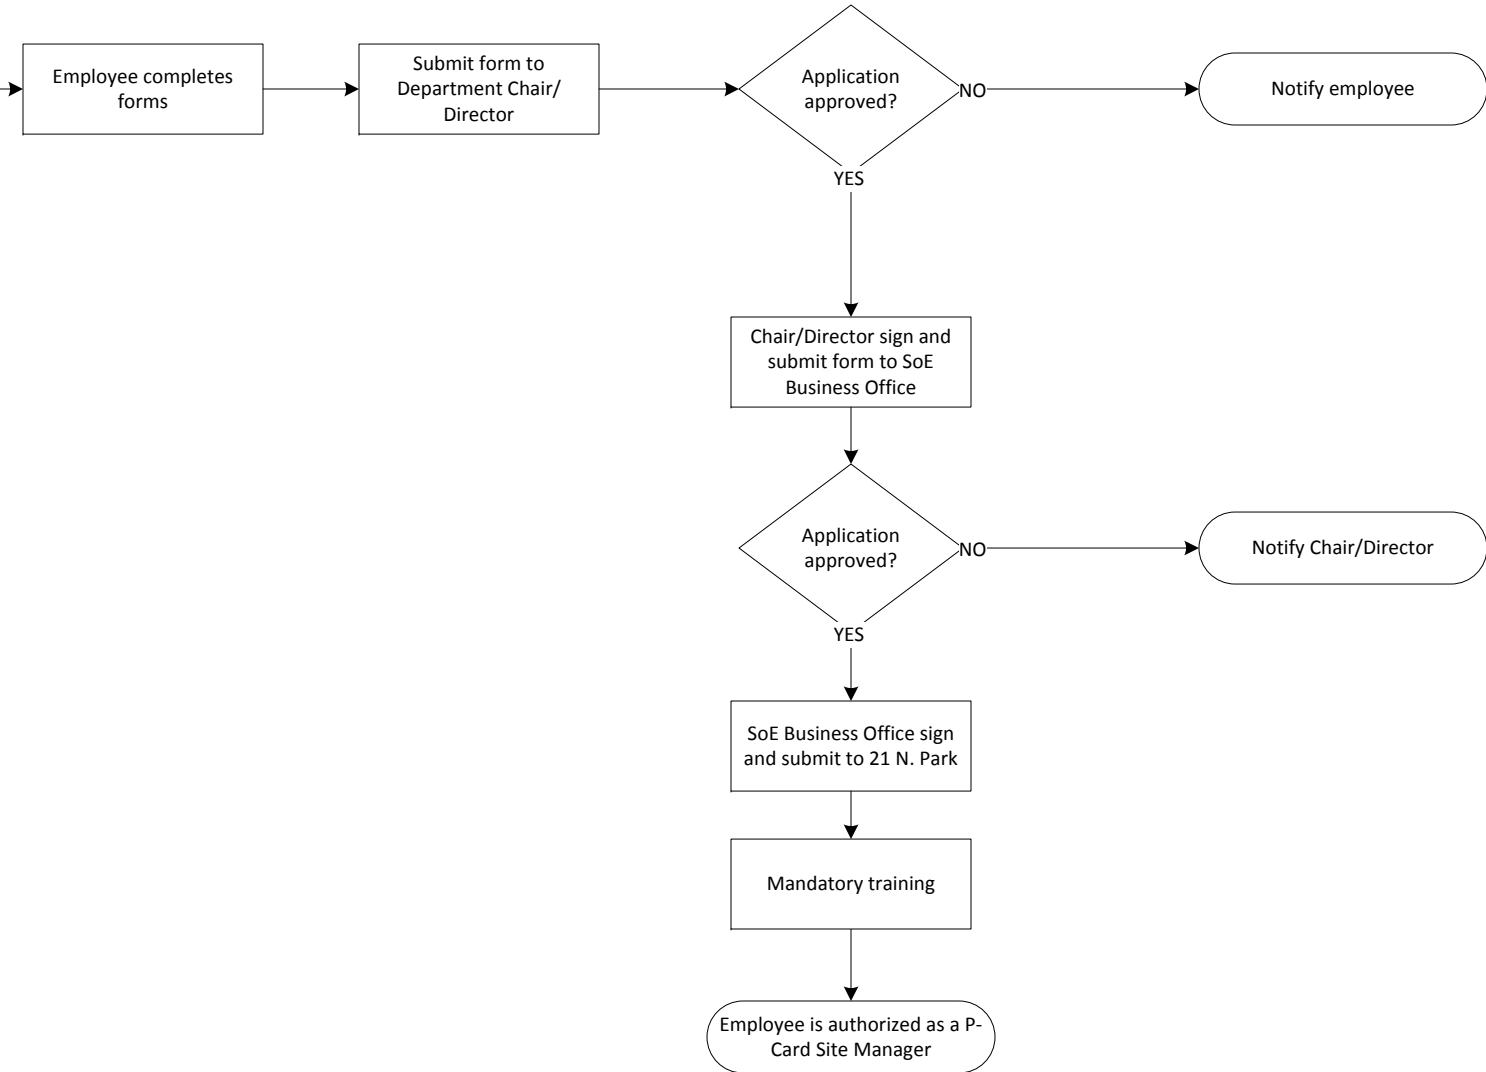 Employee completes
forms
Submit form to
Department Chair/
Director
Application
approved?
NO
Notify employee
YES
Chair/Director sign and
submit form to SoE
Business Office
Application
approved?
NO
Notify Chair/Director
YES
SoE Business Office sign
and submit to 21 N. Park
Mandatory training
Employee is authorized as a P-
Card Site Manager